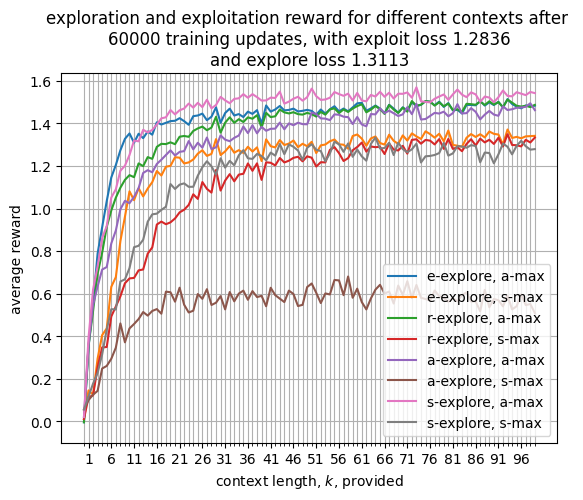 exploration and exploitation reward for different contexts after
60000 training updates, with exploit loss 1.2836
and explore loss 1.3113
1.6
1.4
1.2
1.0
0.8
0.6
0.4
0.2
0.0
average reward
e-explore, a-max
e-explore, s-max
r-explore, a-max
r-explore, s-max
a-explore, a-max
a-explore, s-max
s-explore, a-max
s-explore, s-max
1 6 11 16 21 26 31 36 41 46 51 56 61 66 71 76 81 86 91 96
context length, k, provided